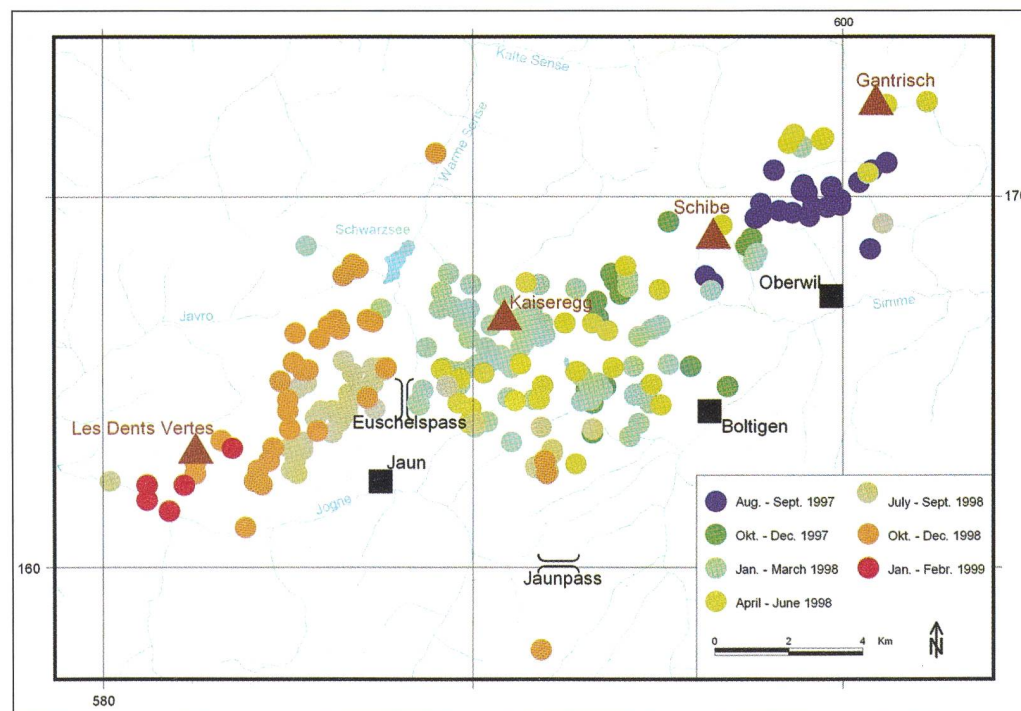 600
Kalte Sense
Gantrisch
Warme Sense
170
Schibe
Schwarzsee
Oberwil
Kaiseregg
Simme
Javro
Euschelspass
Les Dents Vertes
Boltigen
Jaun
Jogne
160
Jaunpass
Aug. - Sept. 1997
July - Sept. 1998
Okt. - Dec. 1997
Okt. - Dec. 1998
Jan. - March 1998
Jan. - Febr. 1999
April - June 1998
0 2 4 Km
N
580